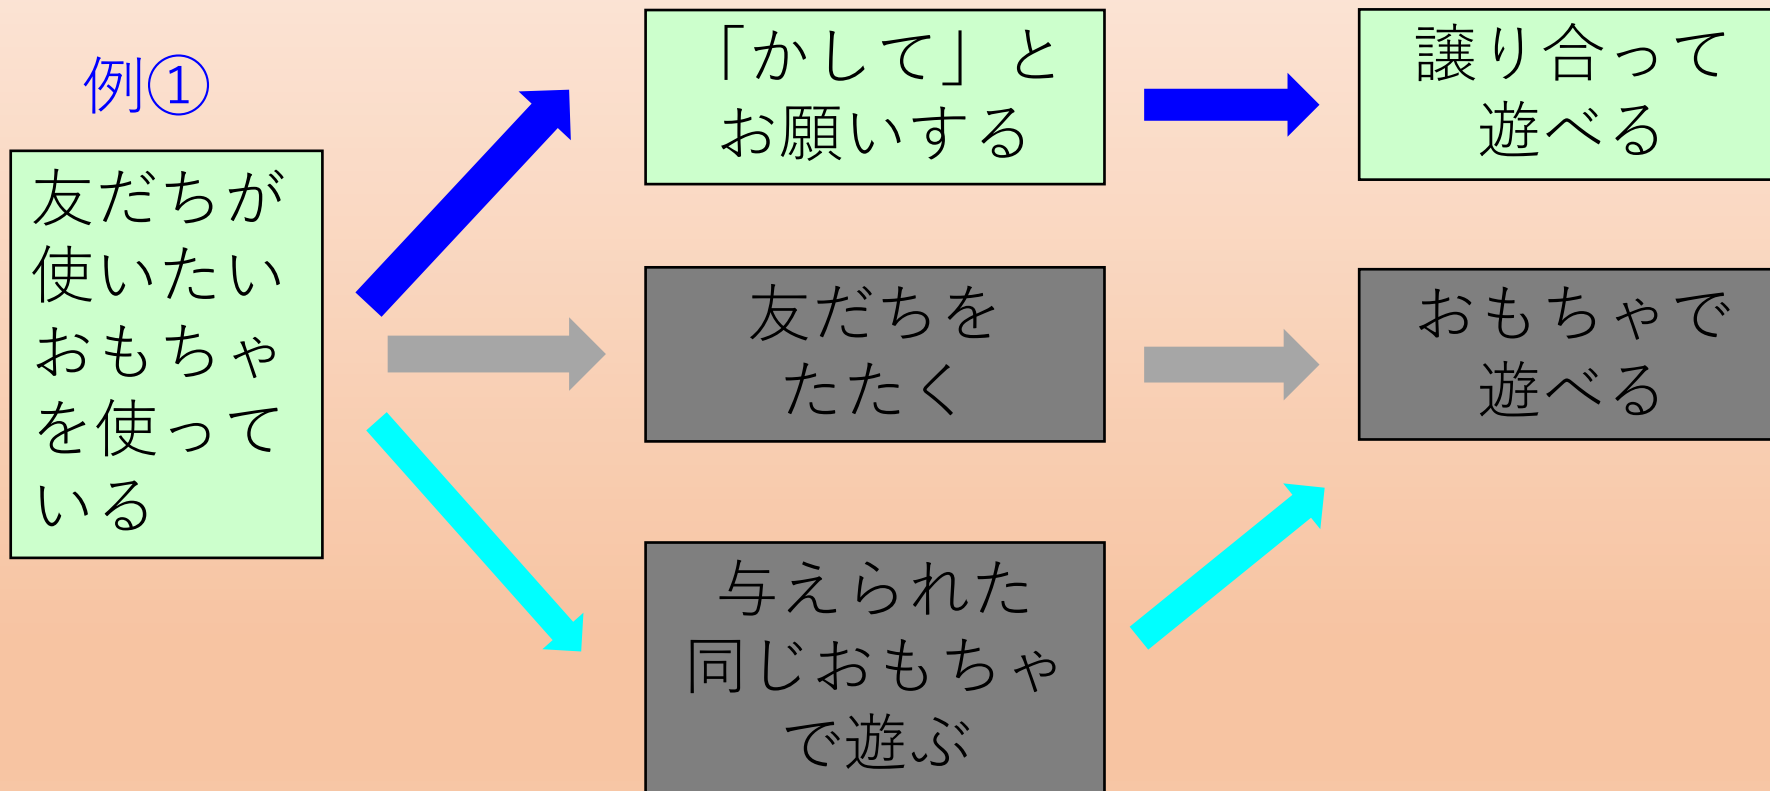 例①
友だちが
使いたい
おもちゃ
を使って
いる
「かして」と
お願いする
譲り合って
遊べる
友だちを
たたく
おもちゃで
遊べる
与えられた
同じおもちゃ
で遊ぶ